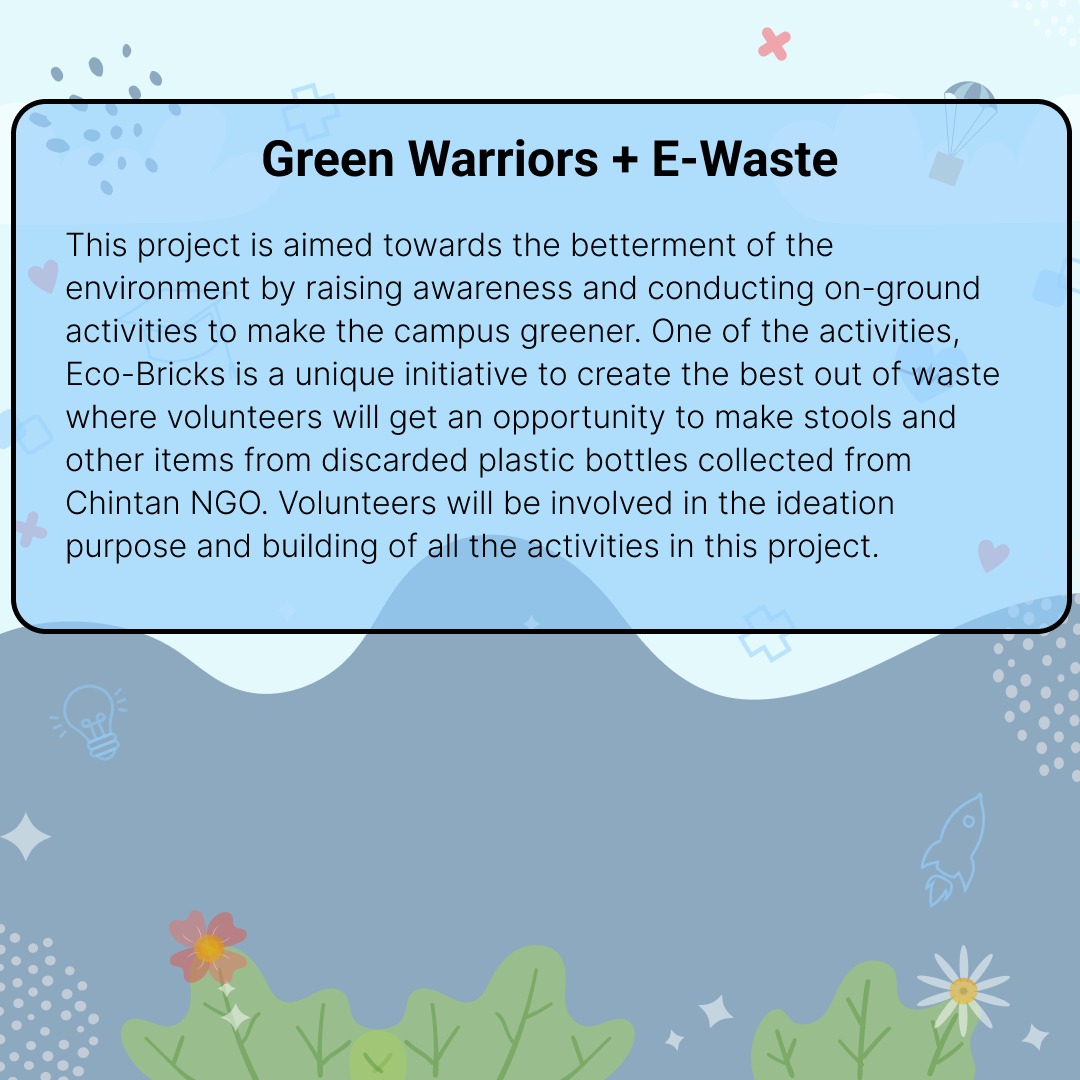 Green Warriors + E-Waste
This project is aimed towards the betterment of the
environment by raising awareness and conducting on-ground
activities to make the campus greener. One of the activities,
Eco-Bricks is a unique initiative to create the best out of waste
where volunteers will get an opportunity to make stools and
other items from discarded plastic bottles collected from
Chintan NGO. Volunteers will be involved in the ideation
purpose and building of all the activities in this project.